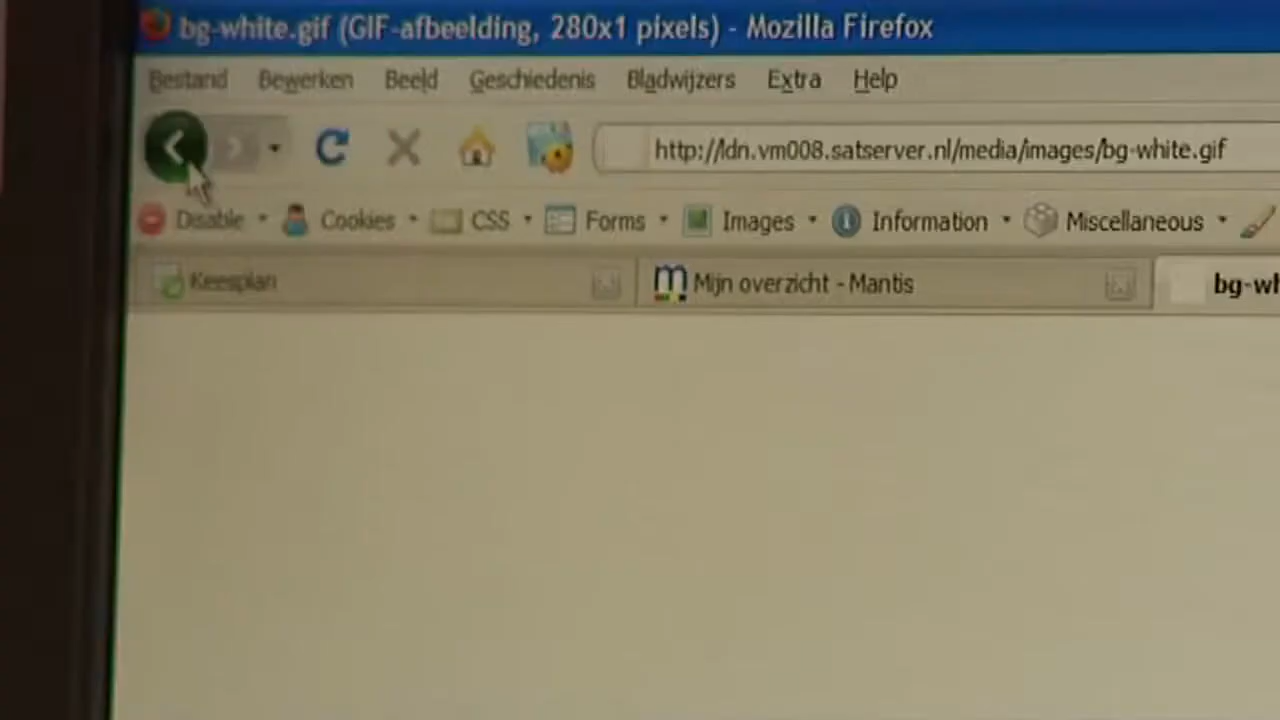 bg-white.gif (GIF-afbeelding, 280x1 pixels) - Mozilla Firefox
Bestand Bewerken Beeld Geschiedenis Bladwijzers Extra Help
http://ldn.vm008.satserver.nl/media/images/bg-white.gif
Disable Cookies CSS Forms Images Information Miscellaneous
Keesplan Mijn overzicht - Mantis bg-wh